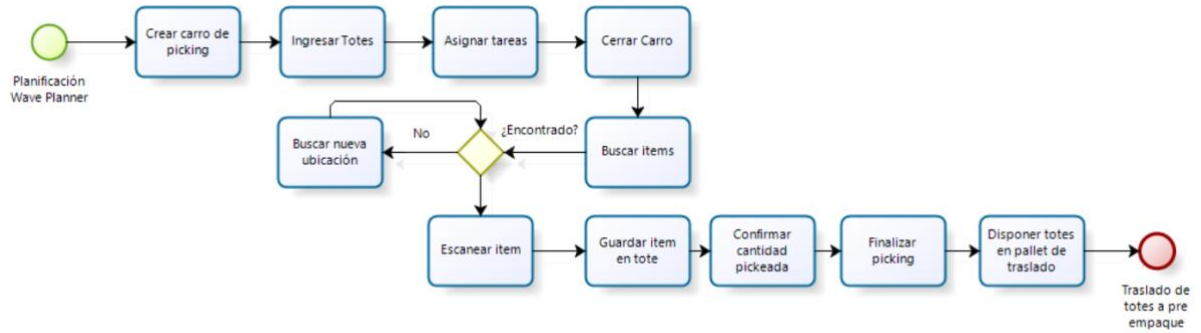 Planificación
Wave Planner
Crear carro de
picking
Ingresar Totes
Asignar tareas
Cerrar Carro
Buscar items
¿Encontrado?
No
Buscar nueva
ubicación
Escanear item
Guardar item
en tote
Confirmar
cantidad
pickeada
Finalizar
picking
Disponer totes
en pallet de
traslado
Traslado de
totes a pre
empaque